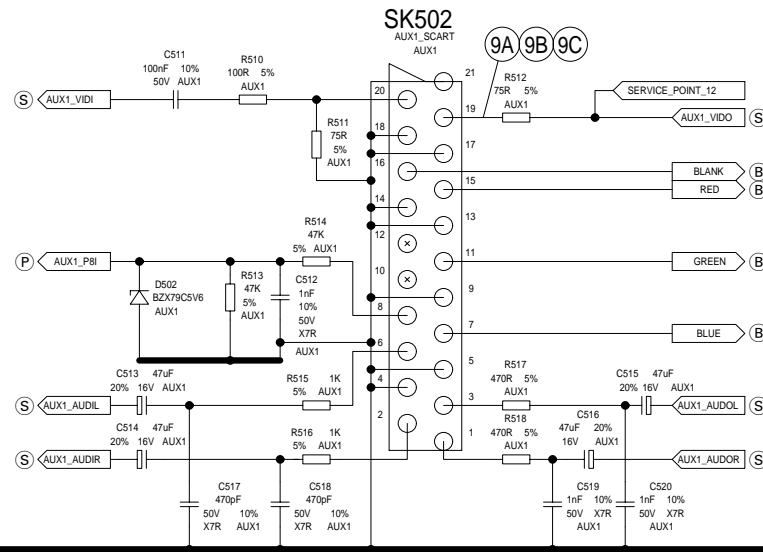 SK502
AUX1_SCART
AUX1
9A 9B 9C
C511
100nF 10%
50V AUX1
R510
100R 5%
AUX1
S AUX1_VIDI
R511
75R
5%
AUX1
20
18
16
14
12
10
8
6
4
2
21
19
17
15
13
11
9
7
5
3
1
R512
75R 5%
AUX1
SERVICE_POINT_12
AUX1_VIDO S
BLANK B
RED B
GREEN B
BLUE B
P AUX1_P8I
D502
BZX79C5V6
AUX1
R513
47K
5%
AUX1
R514
47K
5% AUX1
C512
1nF
10%
50V
X7R
AUX1
C513 47uF
20% 16V AUX1
S AUX1_AUDIL
R515 1K
5% AUX1
C514 47uF
20% 16V AUX1
S AUX1_AUDIR
R516 1K
5% AUX1
C517
470pF
50V 10%
X7R AUX1
C518
470pF
50V 10%
X7R AUX1
R517
470R 5%
AUX1
C515 47uF
20% 16V AUX1
AUX1_AUDOL S
R518
470R 5%
AUX1
C516
47uF 20%
16V AUX1
AUX1_AUDOR S
C519
1nF 10%
50V X7R
AUX1
C520
1nF 10%
50V X7R
AUX1